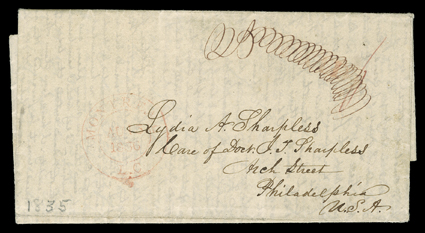 Lydia A. Sharpless
Care of Doct. J. T. Sharpless
Arch Street
Philadelphia
U.S.A.
1835